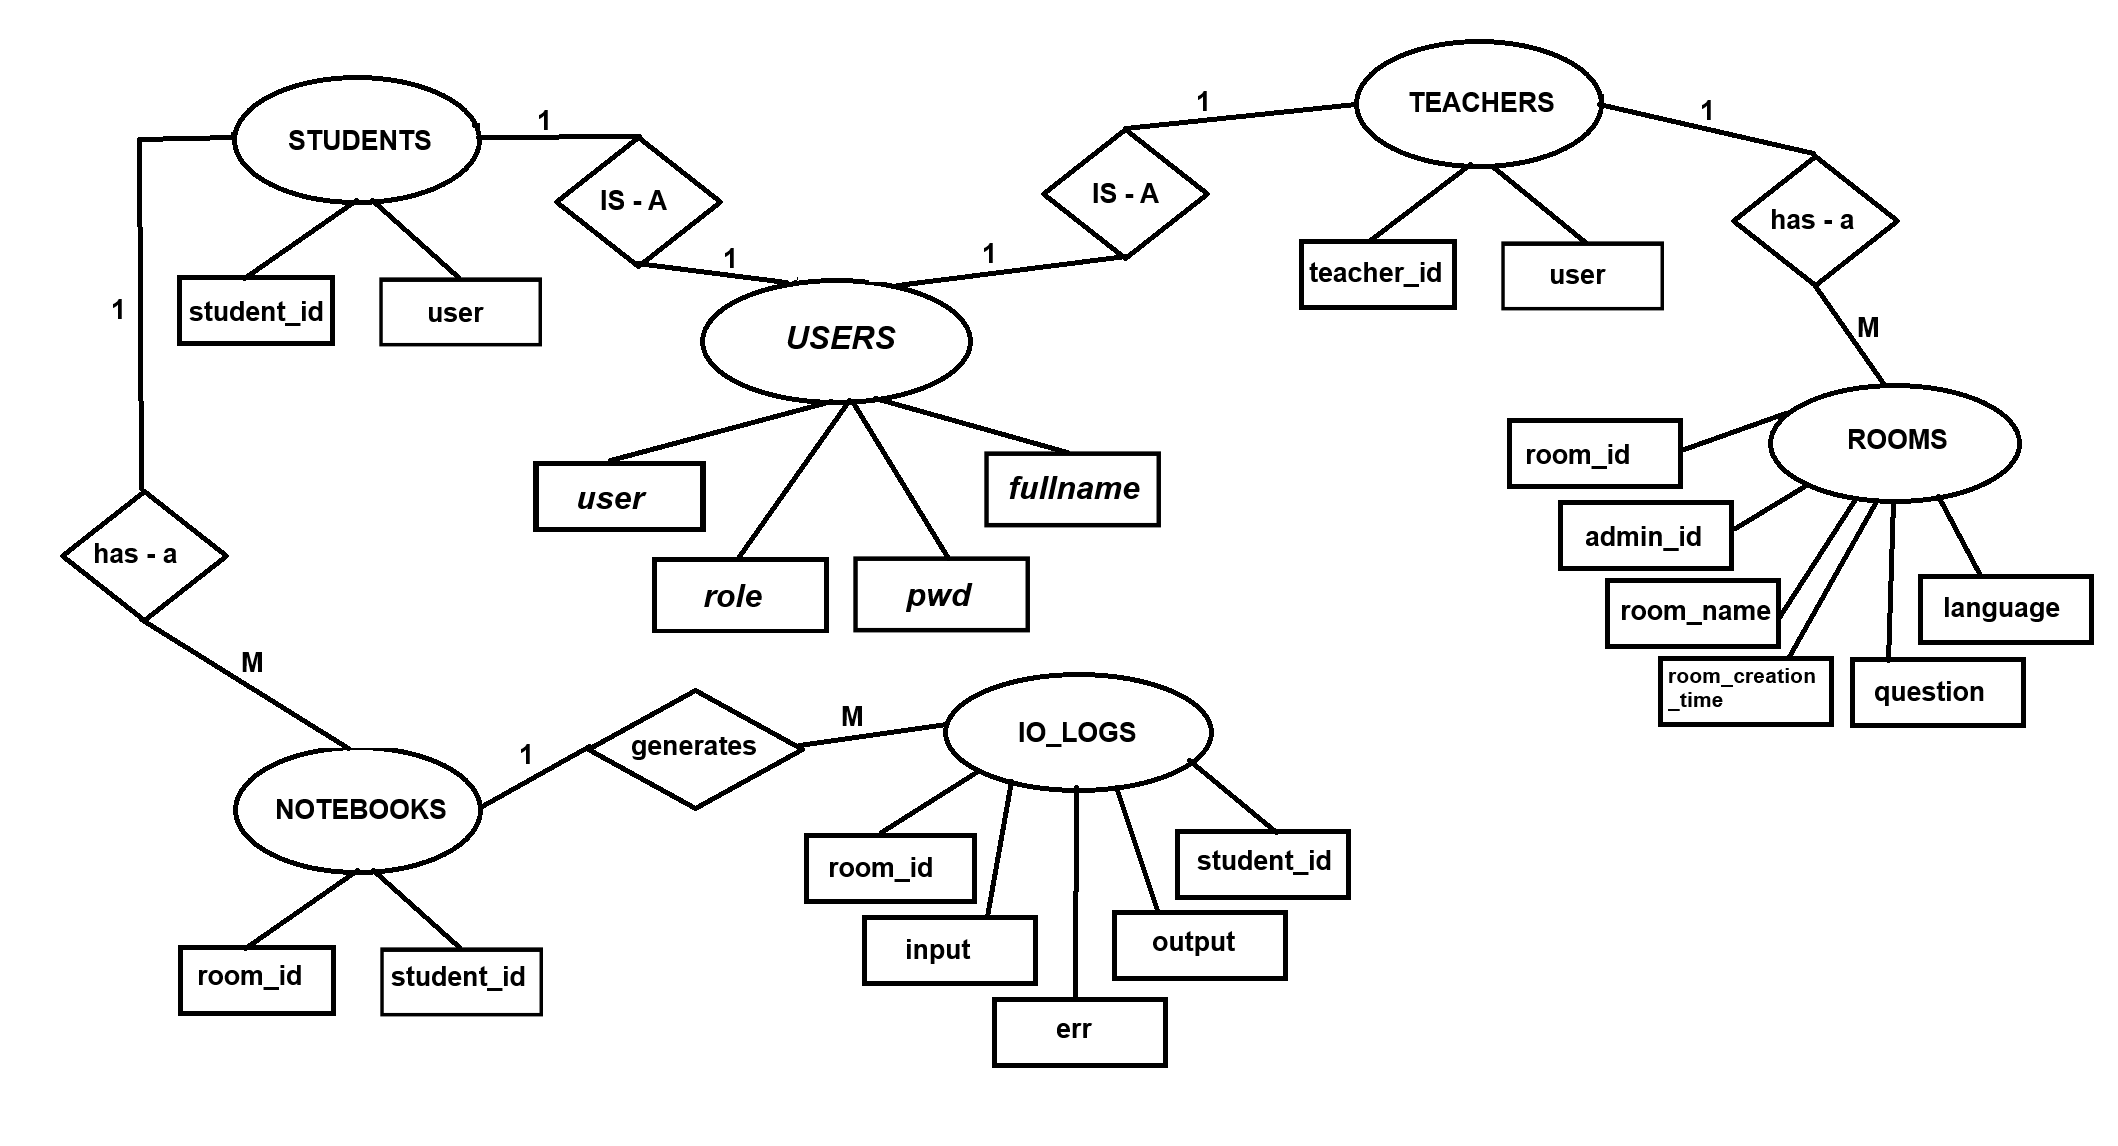 TEACHERS
1
1
STUDENTS
1
1
IS - A
IS - A
has - a
student_id
user
1
1
teacher_id
user
1
USERS
M
user
fullname
role
pwd
ROOMS
room_id
admin_id
room_name
room_creation
_time
question
language
has - a
M
NOTEBOOKS
1
generates
M
IO_LOGS
room_id
student_id
room_id
input
err
output
student_id